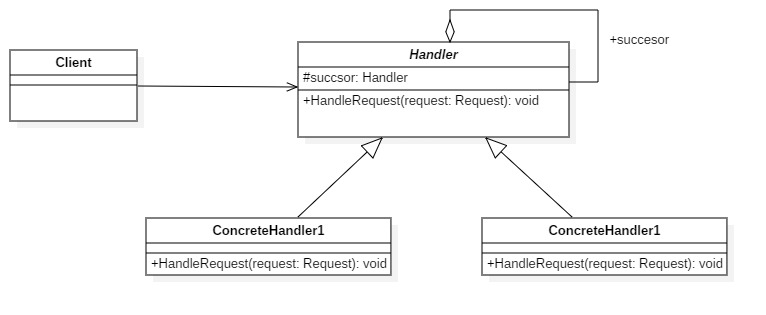 Client
Handler
+succesor
#succsor: Handler
+HandleRequest(request: Request): void
ConcreteHandler1
+HandleRequest(request: Request): void
ConcreteHandler1
+HandleRequest(request: Request): void